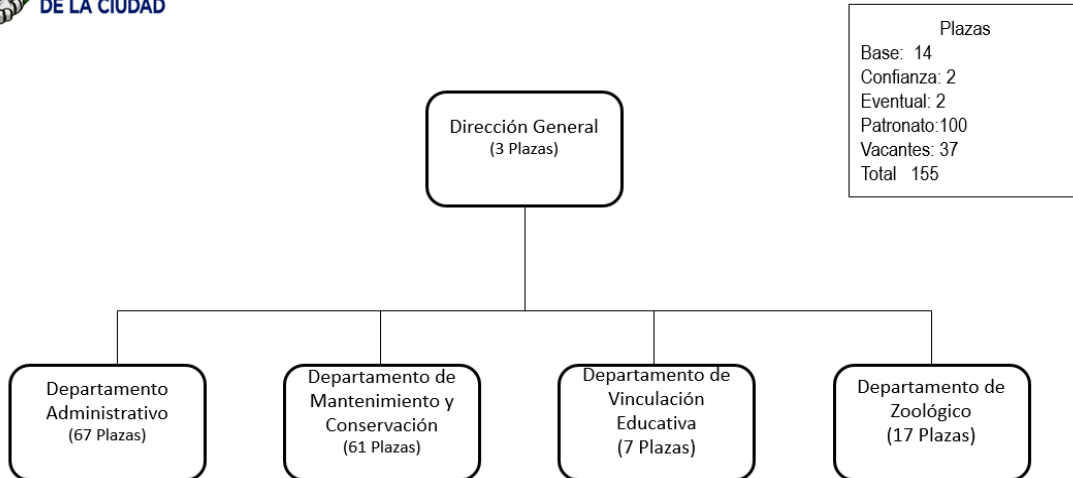 DE LA CIUDAD
Plazas
Base: 14
Confianza: 2
Eventual: 2
Patronato:100
Vacantes: 37
Total 155
Dirección General
(3 Plazas)
Departamento
Administrativo
(67 Plazas)
Departamento de
Mantenimiento y
Conservación
(61 Plazas)
Departamento de
Vinculación
Educativa
(7 Plazas)
Departamento de
Zoológico
(17 Plazas)